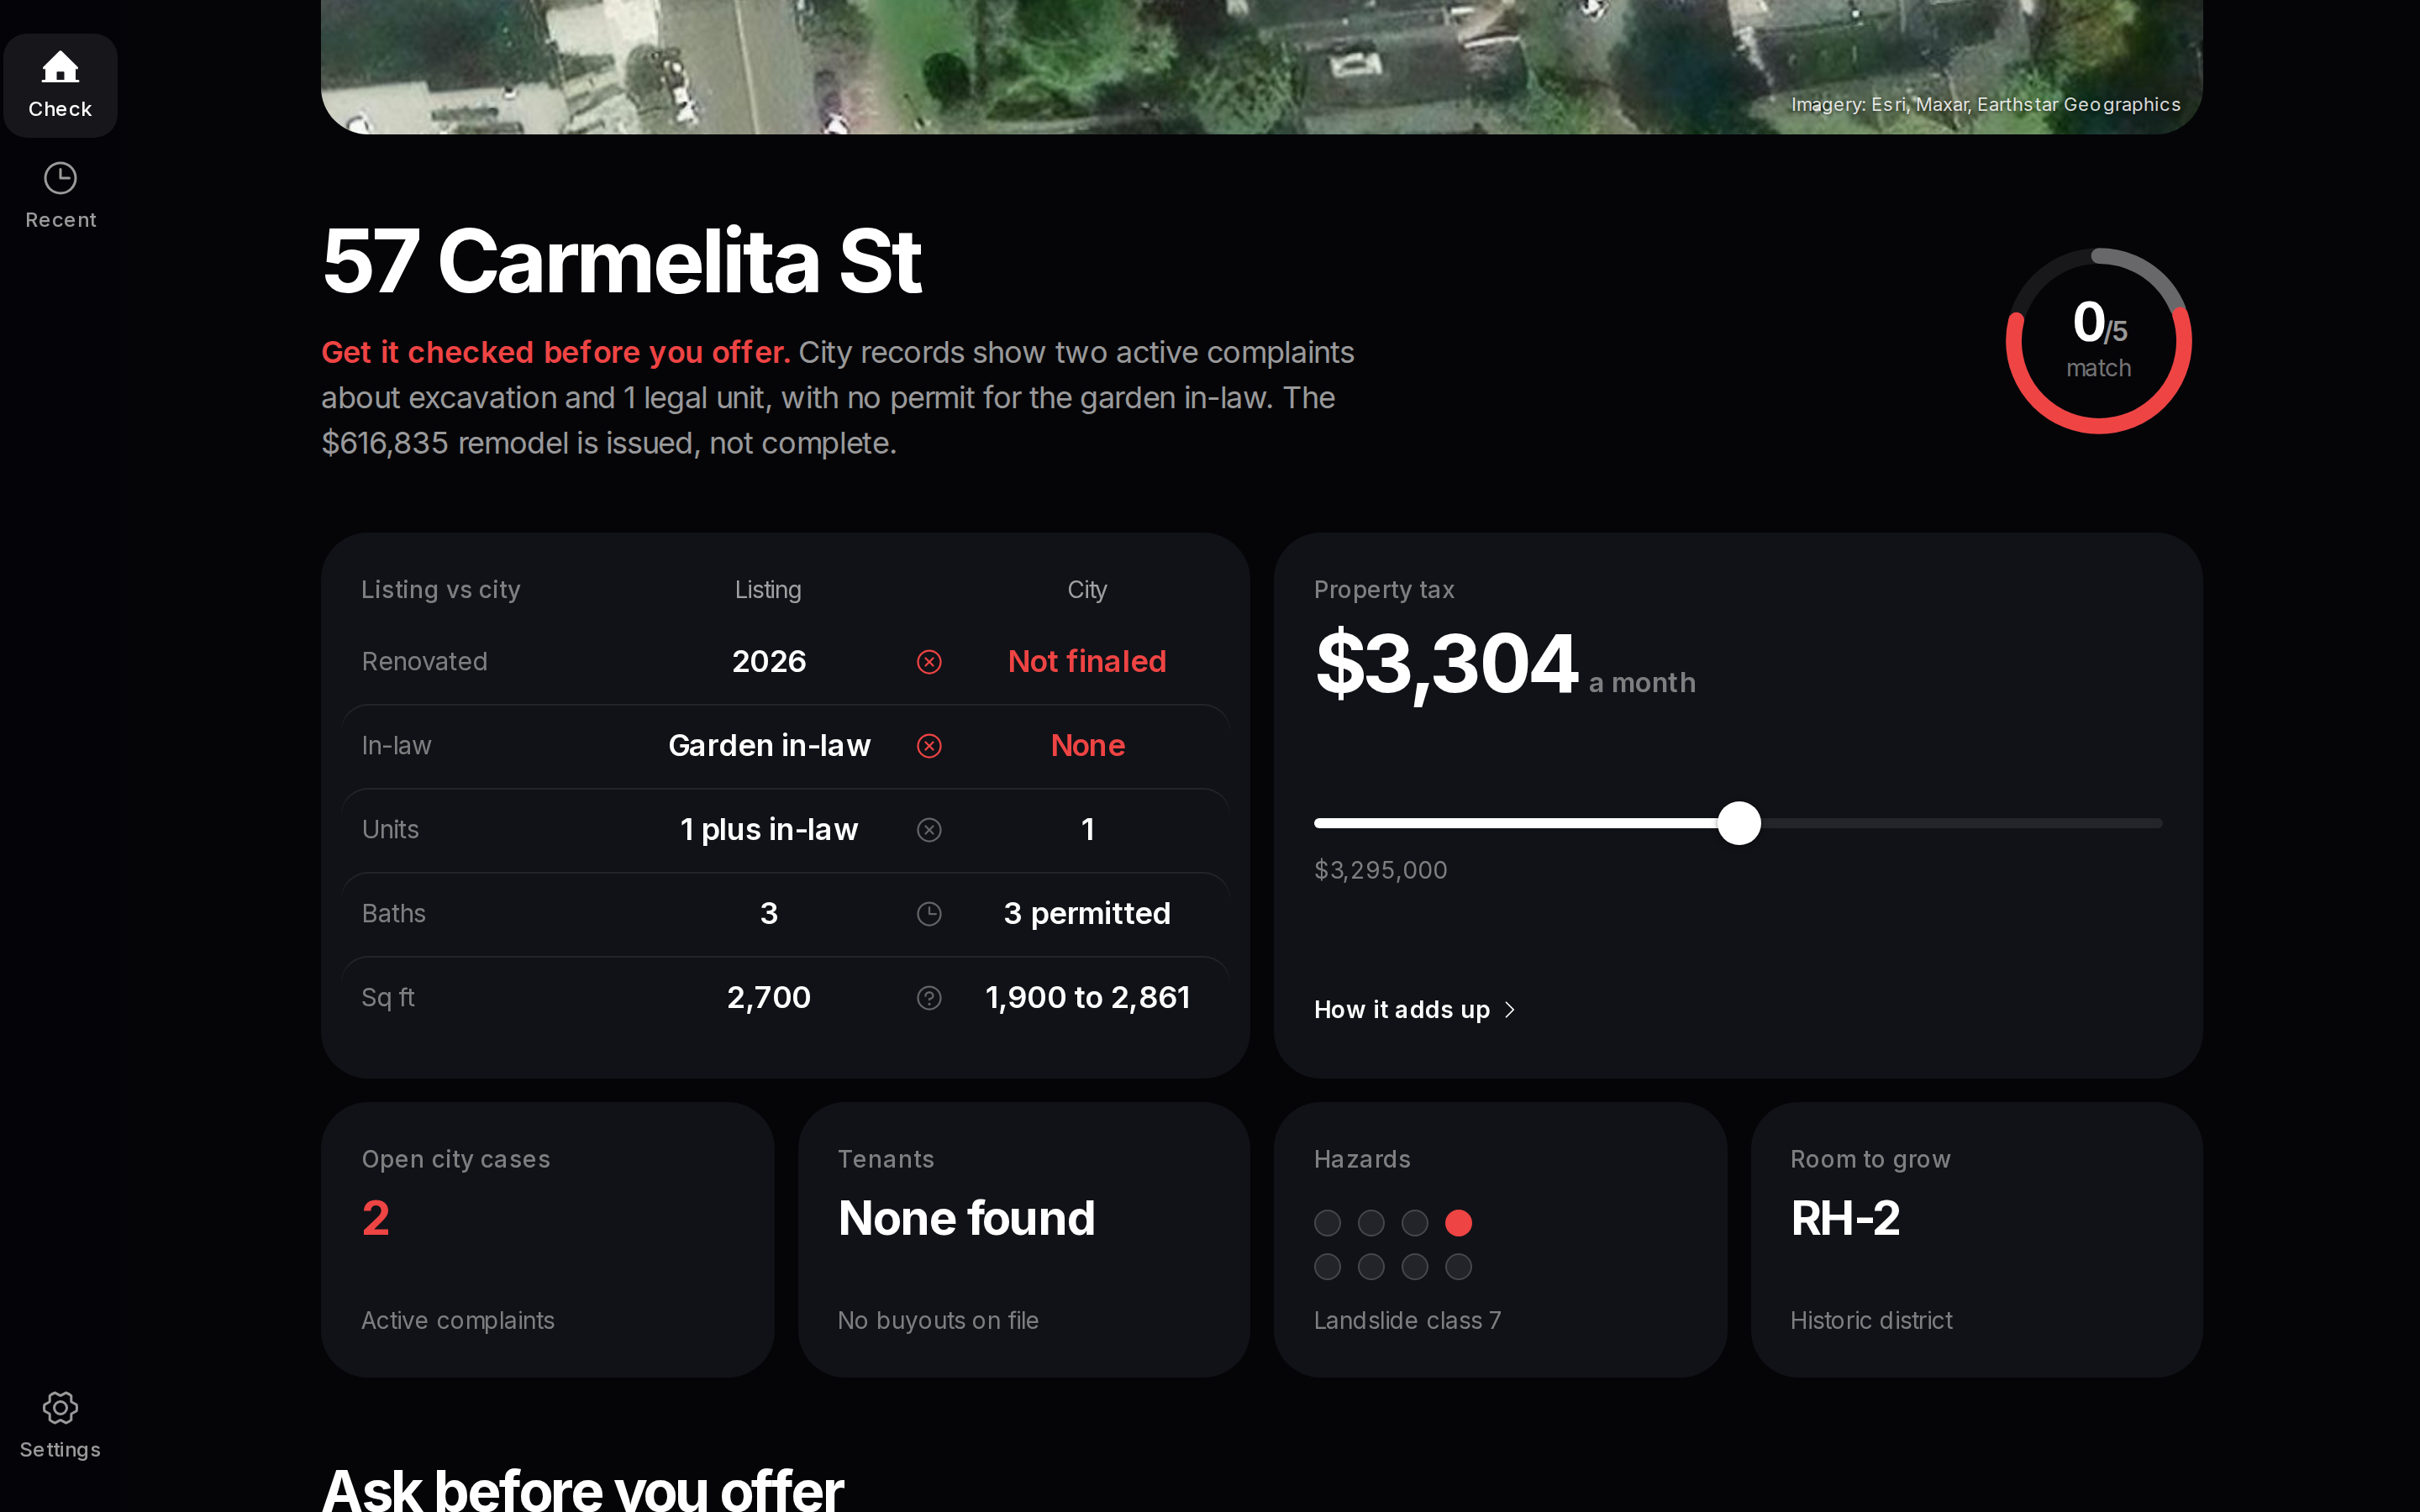 Check
Recent
Settings
Imagery: Esri, Maxar, Earthstar Geographics
57 Carmelita St
Get it checked before you offer. City records show two active complaints
about excavation and 1 legal unit, with no permit for the garden in-law. The
$616,835 remodel is issued, not complete.
0/5
match
Listing vs city Listing City
Renovated 2026 Not finaled
In-law Garden in-law None
Units 1 plus in-law 1
Baths 3 3 permitted
Sq ft 2,700 1,900 to 2,861
Property tax
$3,304 a month
$3,295,000
How it adds up
Open city cases
2
Active complaints
Tenants
None found
No buyouts on file
Hazards
Landslide class 7
Room to grow
RH-2
Historic district
Ask before you offer